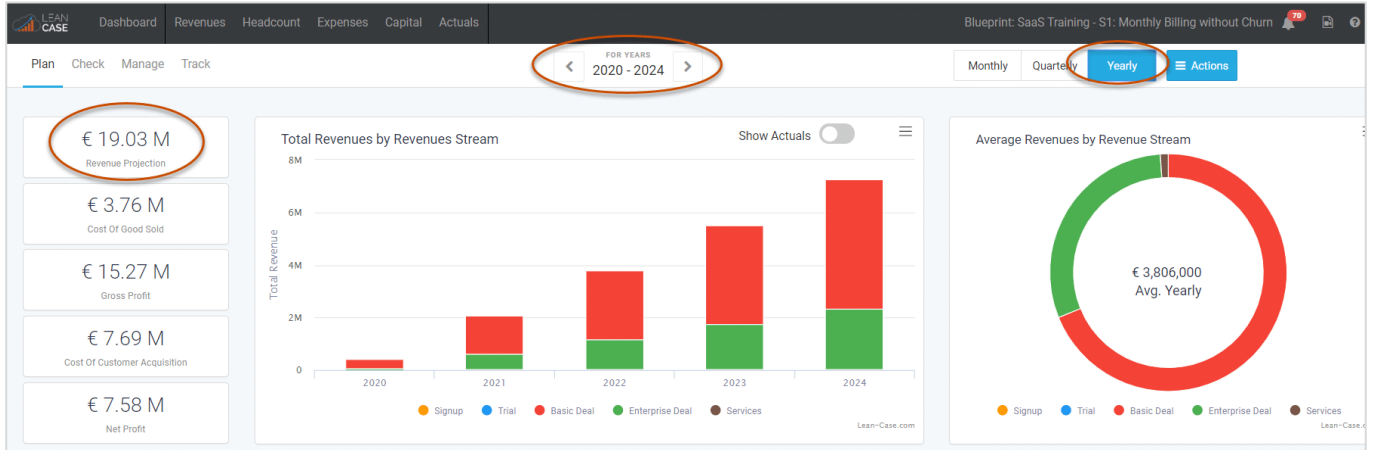 LEAN
CASE
Dashboard Revenues Headcount Expenses Capital Actuals
Blueprint: SaaS Training - S1: Monthly Billing without Churn
70
Plan Check Manage Track
FOR YEARS
2020 - 2024
Monthly Quarterly Yearly
Actions
€ 19.03 M
Revenue Projection
€ 3.76 M
Cost Of Good Sold
€ 15.27 M
Gross Profit
€ 7.69 M
Cost Of Customer Acquisition
€ 7.58 M
Net Profit
Total Revenues by Revenues Stream
Show Actuals
Total Revenue
8M
6M
4M
2M
0
2020 2021 2022 2023 2024
Signup Trial Basic Deal Enterprise Deal Services
Lean-Case.com
Average Revenues by Revenue Stream
€ 3,806,000
Avg. Yearly
Signup Trial Basic Deal Enterprise Deal Services
Lean-Case.c